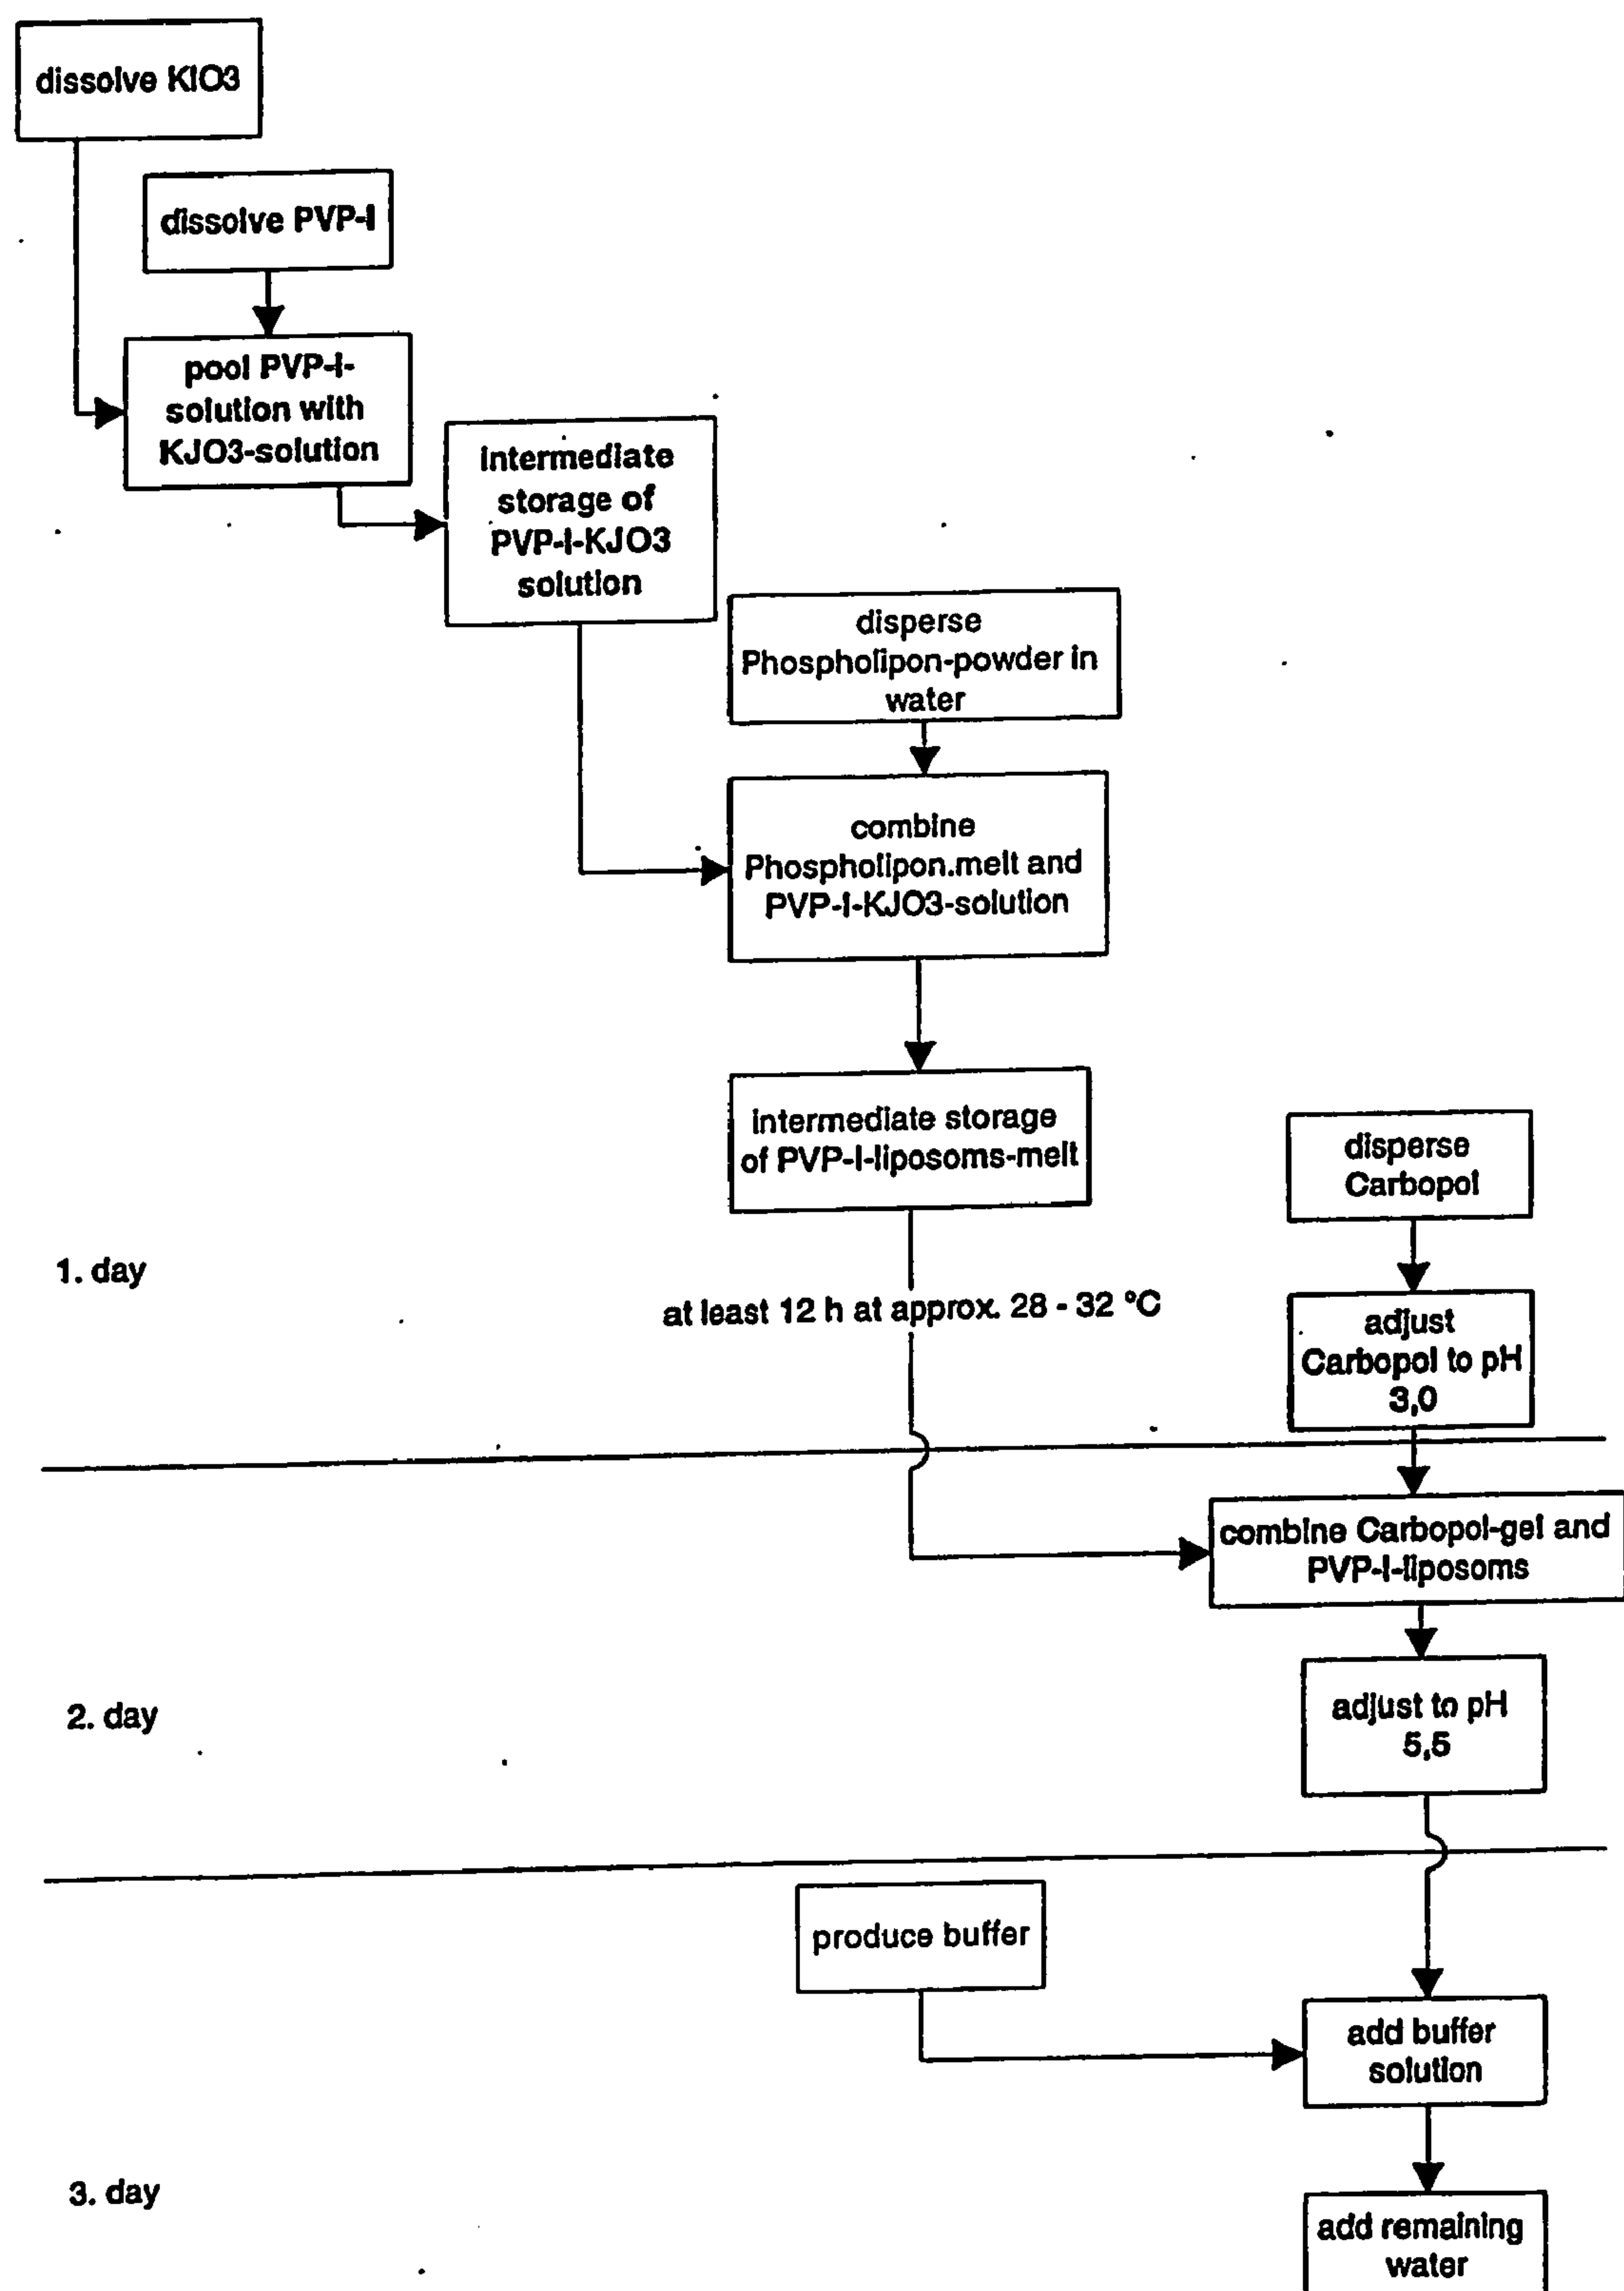 dissolve KIO3
dissolve PVP-I
pool PVP-I-
solution with
KJO3-solution
intermediate
storage of
PVP-I-KJO3
solution
disperse
Phospholipon-powder in
water
combine
Phospholipon.melt and
PVP-I-KJO3-solution
intermediate storage
of PVP-I-liposoms-melt
disperse
Carbopol
1. day
at least 12 h at approx. 28 - 32 °C
adjust
Carbopol to pH
3,0
combine Carbopol-gel and
PVP-I-liposoms
2. day
adjust to pH
5,5
produce buffer
add buffer
solution
3. day
add remaining
water